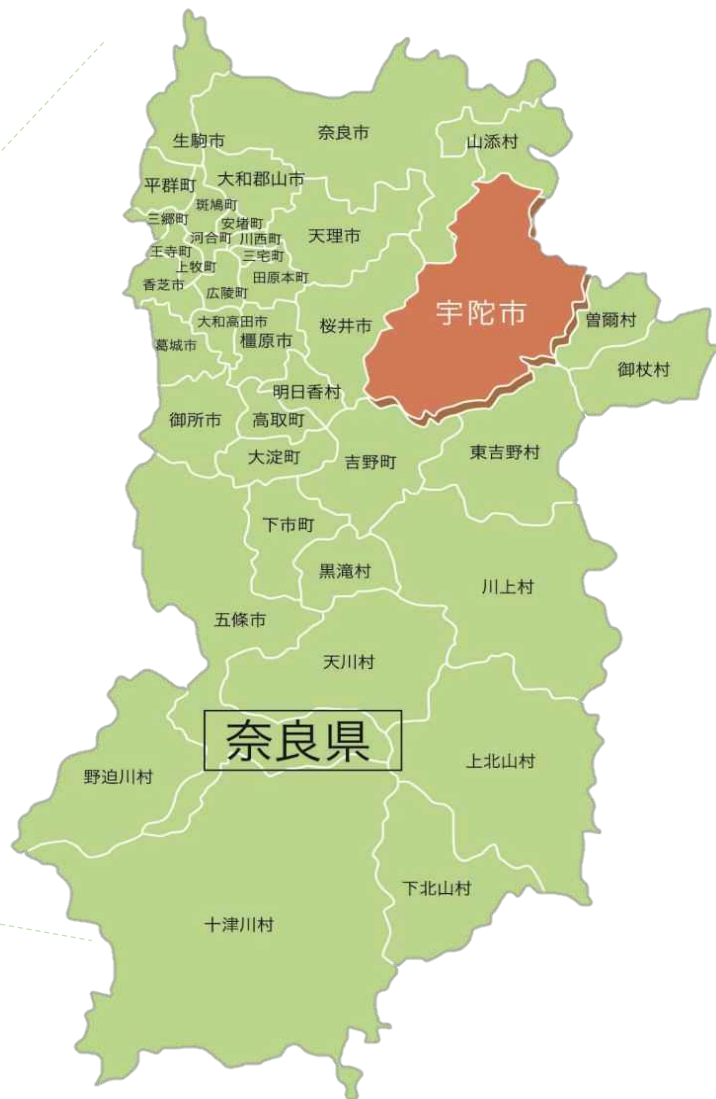 奈良市
生駒市
山添村
平群町
大和郡山市
斑鳩町
三郷町
安堵町
天理市
河合町
川西町
王寺町
三宅町
上牧町
田原本町
香芝市
広陵町
宇陀市
大和高田市
桜井市
曽爾村
橿原市
葛城市
御杖村
明日香村
御所市
高取町
大淀町
吉野町
東吉野村
下市町
黒滝村
川上村
五條市
天川村
奈良県
上北山村
野迫川村
下北山村
十津川村